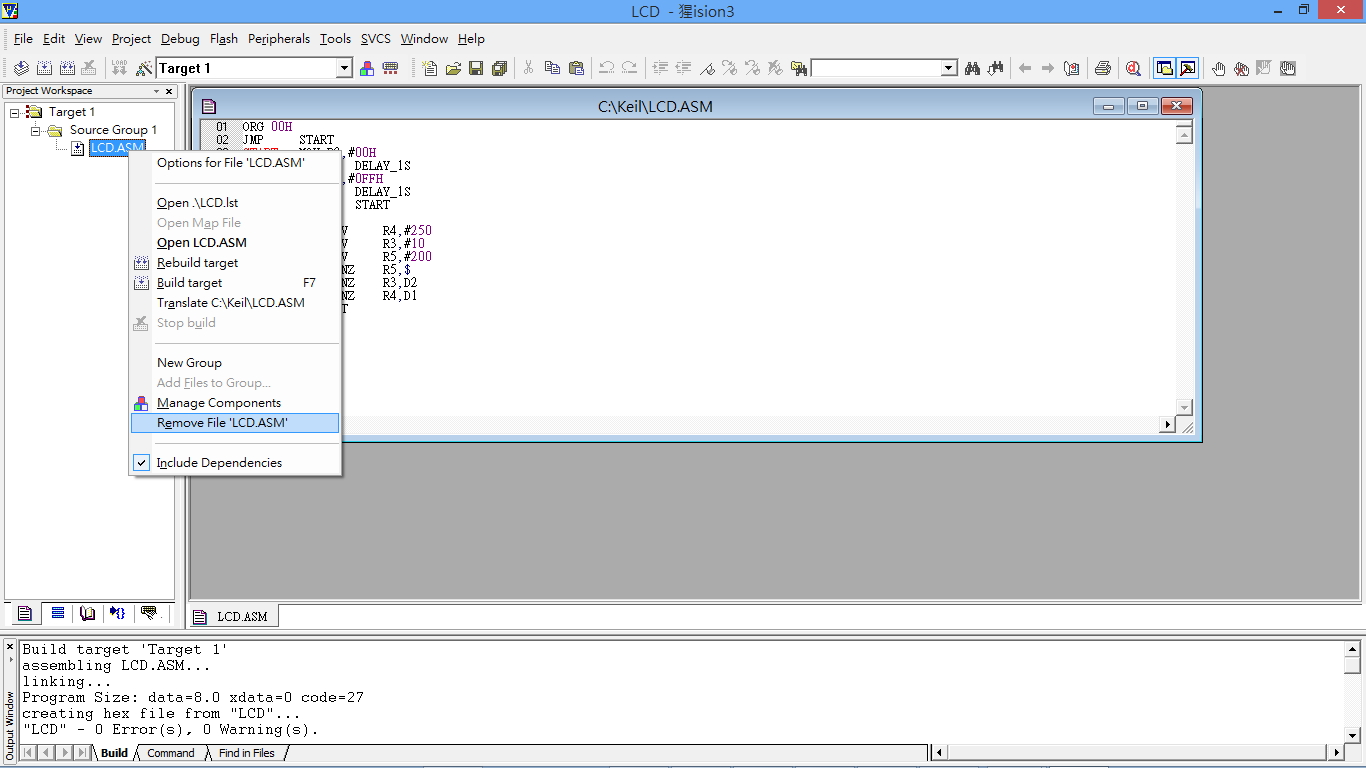 LCD - 猩ision3
File Edit View Project Debug Flash Peripherals Tools SVCS Window Help
LOAD Target 1
Project Workspace
Target 1
Source Group 1
LCD.ASM
C:\Keil\LCD.ASM
01 ORG 00H
02 JMP START
,#00H
DELAY_1S
,#0FFH
DELAY_1S
START
V R4,#250
V R3,#10
V R5,#200
NZ R5,$
NZ R3,D2
NZ R4,D1
T
Options for File 'LCD.ASM'
Open .\LCD.lst
Open Map File
Open LCD.ASM
Rebuild target
Build target F7
Translate C:\Keil\LCD.ASM
Stop build
New Group
Add Files to Group...
Manage Components
Remove File 'LCD.ASM'
Include Dependencies
LCD.ASM
Output Window
Build target 'Target 1'
assembling LCD.ASM...
linking...
Program Size: data=8.0 xdata=0 code=27
creating hex file from "LCD"...
"LCD" - 0 Error(s), 0 Warning(s).
Build Command Find in Files